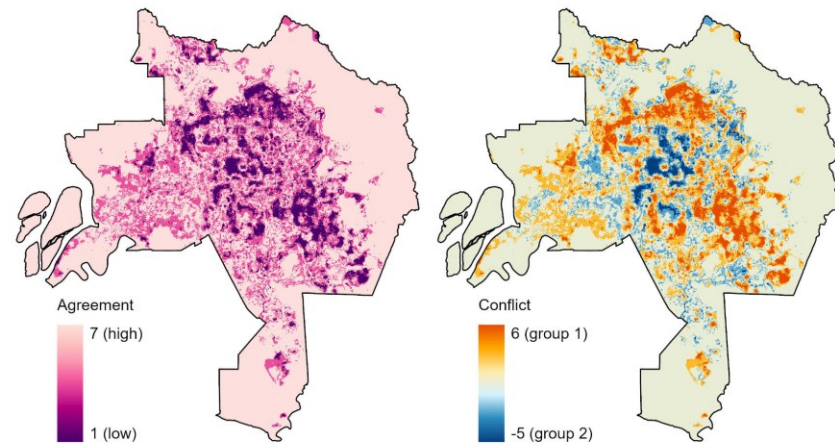 Agreement
7 (high)
1 (low)
Conflict
6 (group 1)
-5 (group 2)